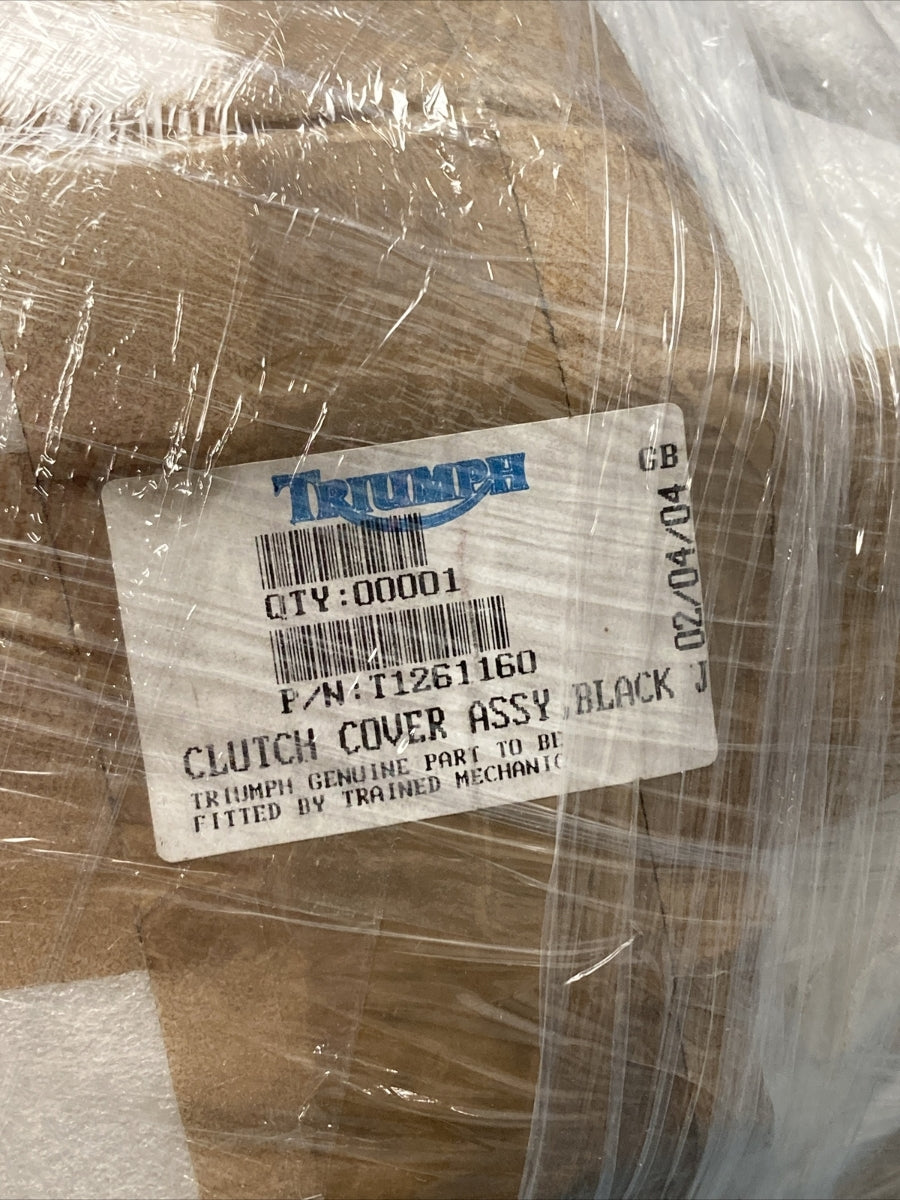 TRIUMPH
GB
02/04/04
QTY:00001
P/N:T1261160
CLUTCH COVER ASSY,BLACK J
TRIUMPH GENUINE PART TO BE
FITTED BY TRAINED MECHANIC